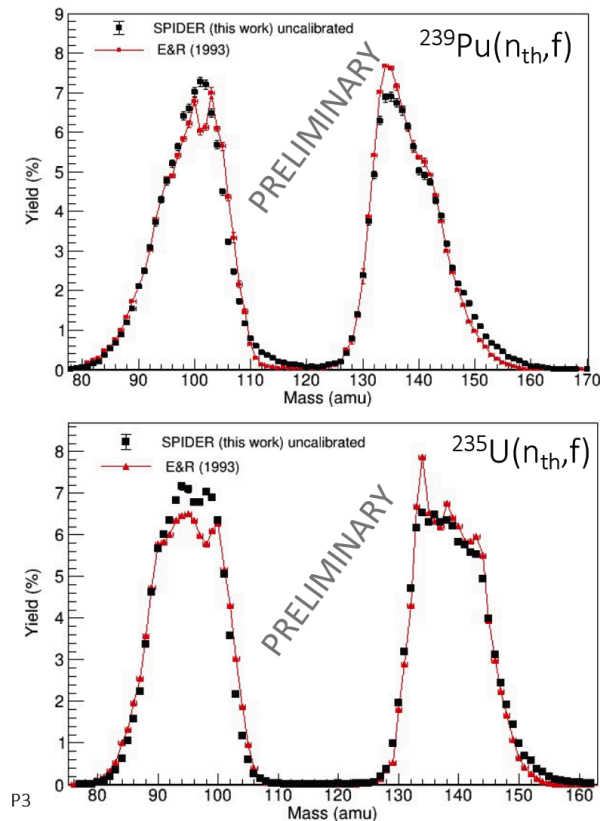 SPIDER (this work) uncalibrated
E&R (1993)
239Pu(nth,f)
PRELIMINARY
Yield (%)
9
8
7
6
5
4
3
2
1
0
80 90 100 110 120 130 140 150 160 170
Mass (amu)
SPIDER (this work) uncalibrated
E&R (1993)
235U(nth,f)
PRELIMINARY
Yield (%)
8
7
6
5
4
3
2
1
0
80 90 100 110 120 130 140 150 160
Mass (amu)
P3